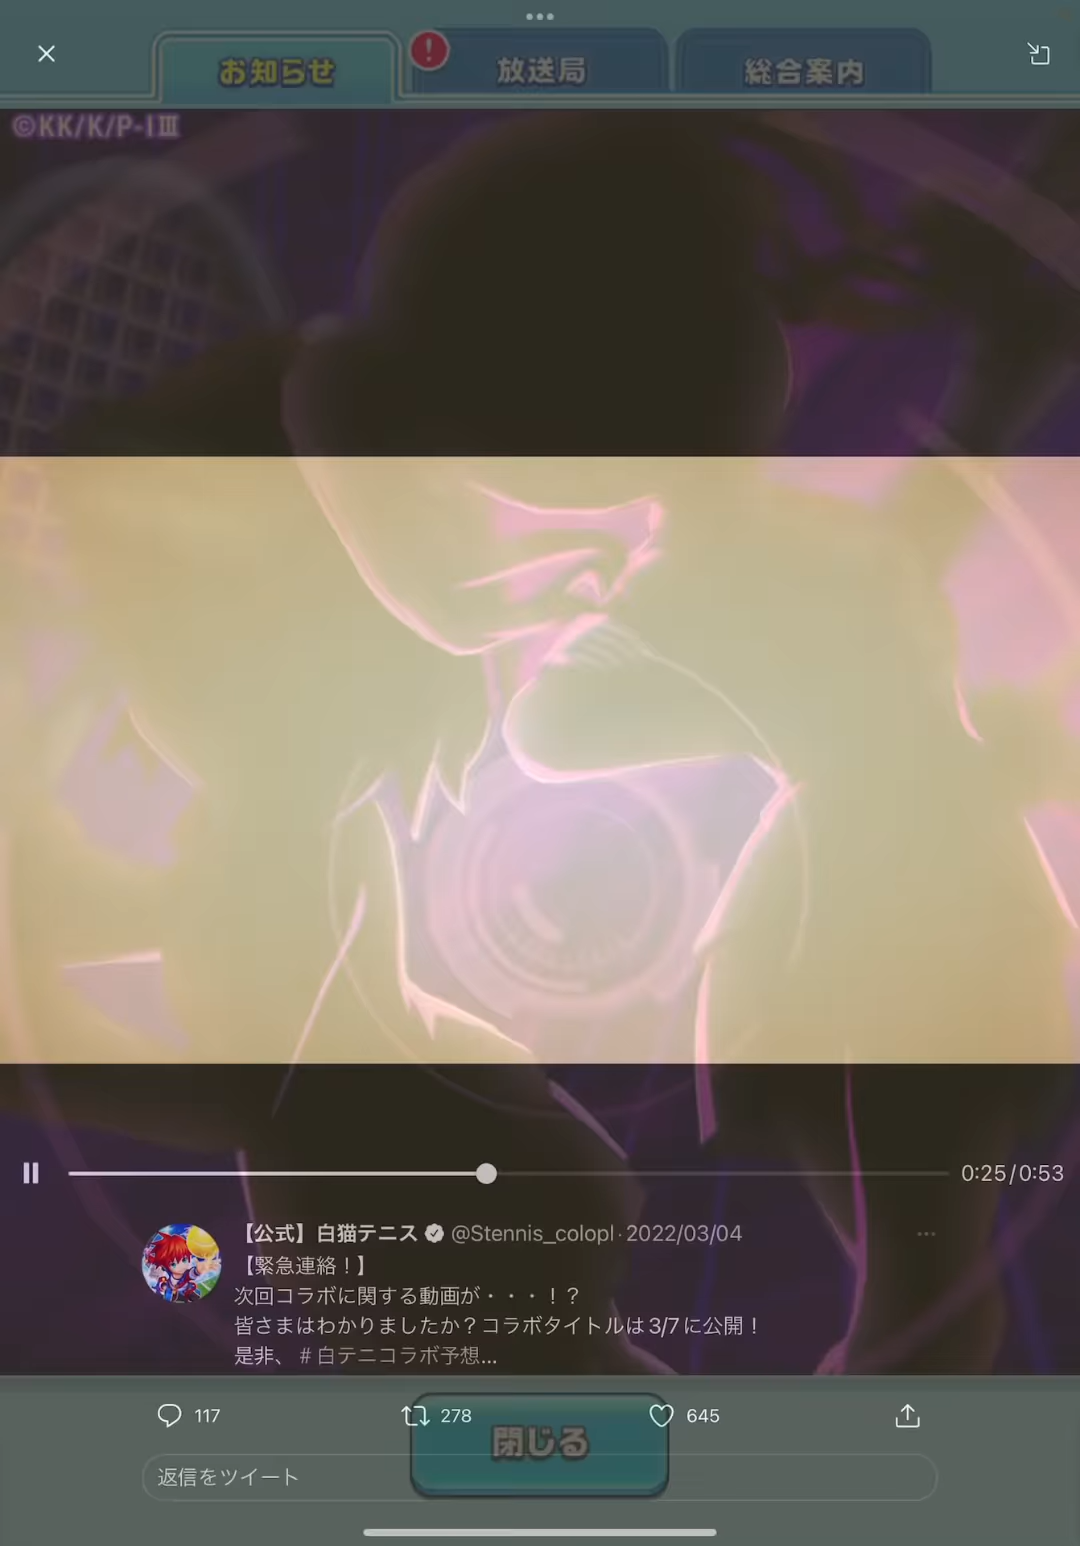 お知らせ
!
放送局
総合案内
©KK/K/P-IⅢ
0:25/0:53
【公式】白猫テニス @Stennis_colopl·2022/03/04
【緊急連絡！】
次回コラボに関する動画が・・・！？
皆さまはわかりましたか？コラボタイトルは3/7に公開！
是非、 #白テニコラボ予想...
117
278
645
閉じる
返信をツイート